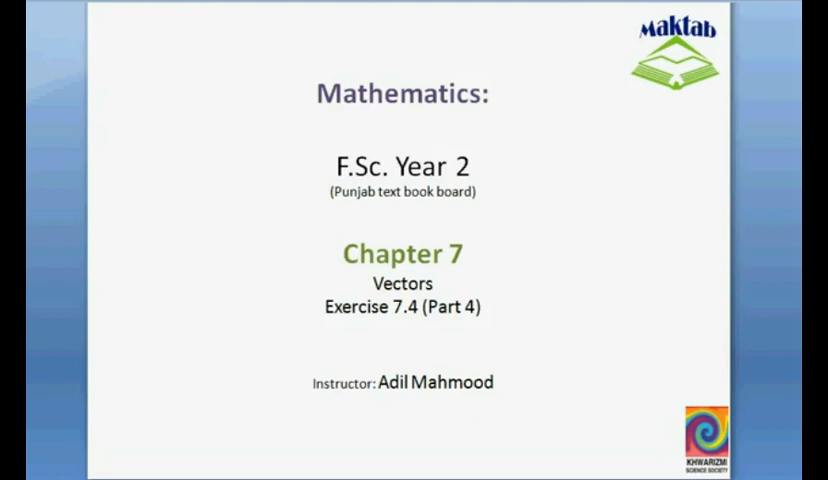 Maktab
Mathematics:
F.Sc. Year 2
(Punjab text book board)
Chapter 7
Vectors
Exercise 7.4 (Part 4)
Instructor: Adil Mahmood
KHWARIZMI
SCIENCE SOCIETY